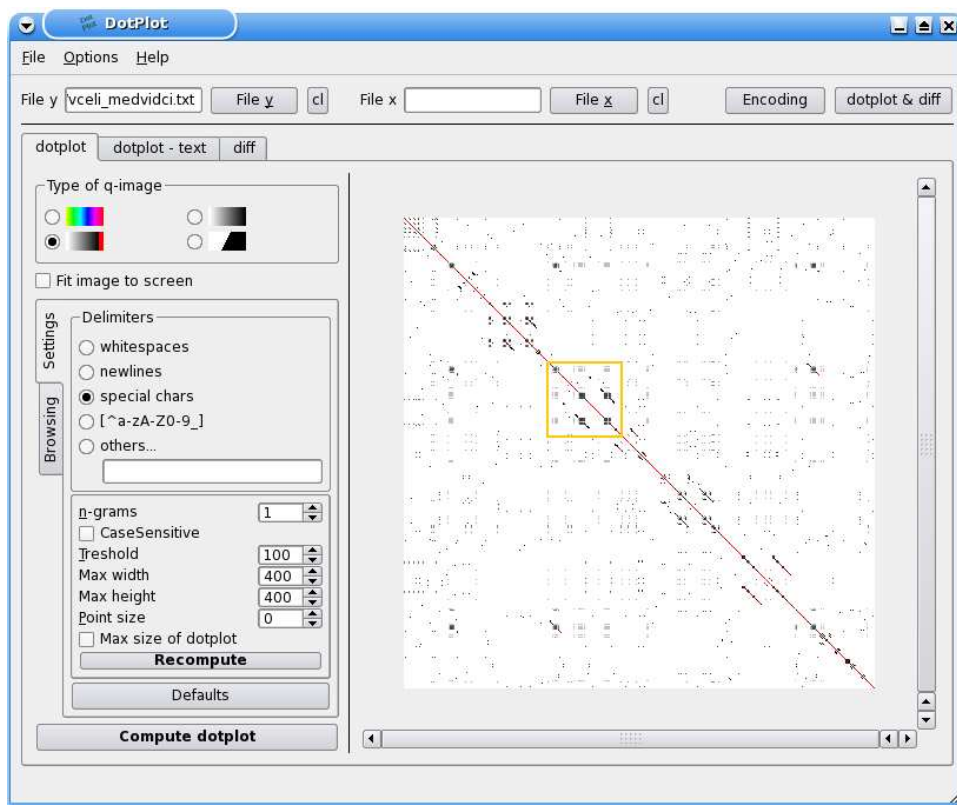 DotPlot
File Options Help
File y vceli_medvidci.txt File y cl File x File x cl Encoding dotplot & diff
dotplot dotplot - text diff
Type of q-image
Fit image to screen
Settings
Browsing
Delimiters
whitespaces
newlines
special chars
[^a-zA-Z0-9_]
others...
n-grams 1
CaseSensitive
Treshold 100
Max width 400
Max height 400
Point size 0
Max size of dotplot
Recompute
Defaults
Compute dotplot